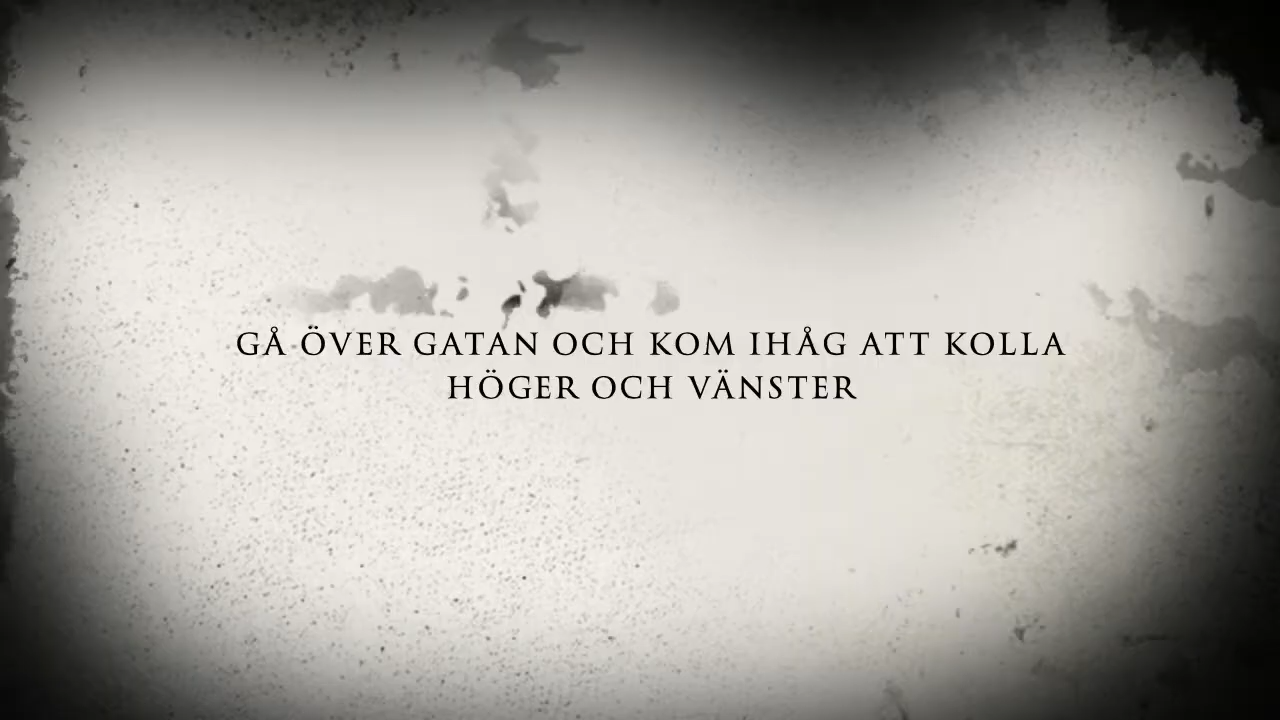 GÅ ÖVER GATAN OCH KOM IHÅG ATT KOLLA
HÖGER OCH VÄNSTER